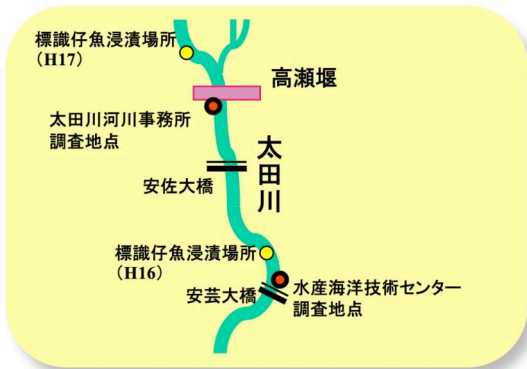 標識仔魚浸漬場所
（H17）
高瀬堰
太田川河川事務所
調査地点
太田川
安佐大橋
標識仔魚浸漬場所
（H16）
安芸大橋
水産海洋技術センター
調査地点